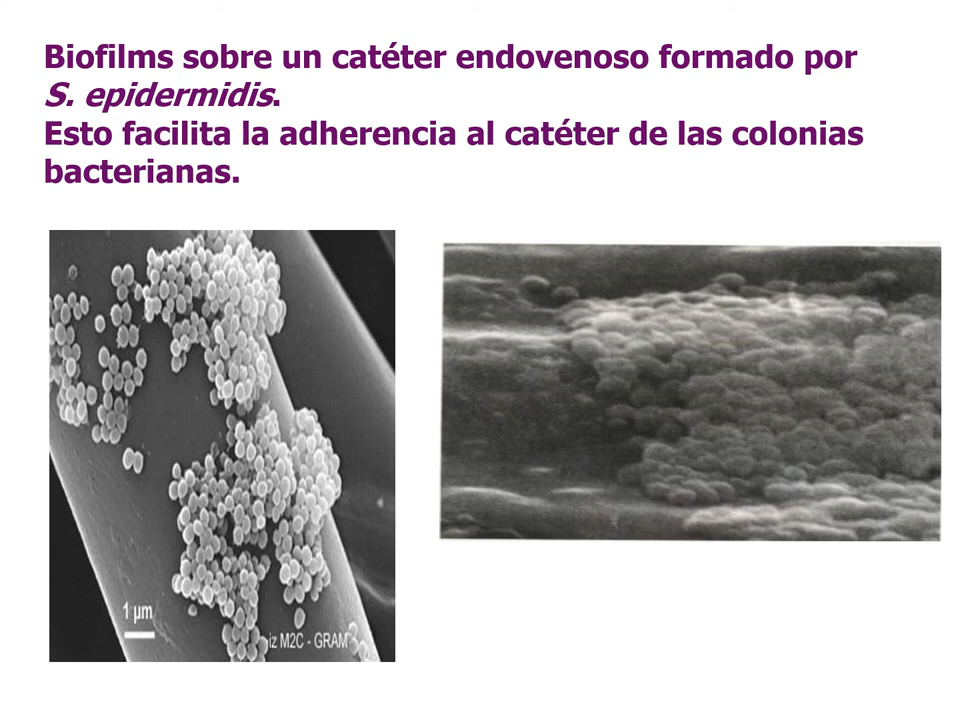 Biofilms sobre un catéter endovenoso formado por
S. epidermidis.
Esto facilita la adherencia al catéter de las colonias
bacterianas.
1 µm
iz M2C - GRAM